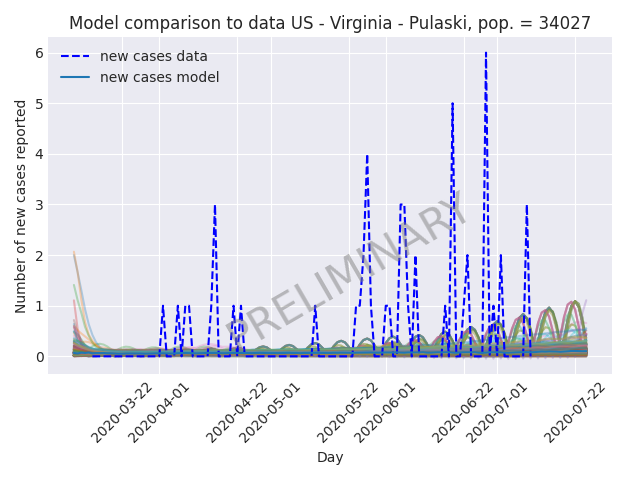 Model comparison to data US - Virginia - Pulaski, pop. = 34027
new cases data
new cases model
Number of new cases reported
6
5
4
3
2
1
0
PRELIMINARY
2020-03-22
2020-04-01
2020-04-22
2020-05-01
2020-05-22
2020-06-01
2020-06-22
2020-07-01
2020-07-22
Day